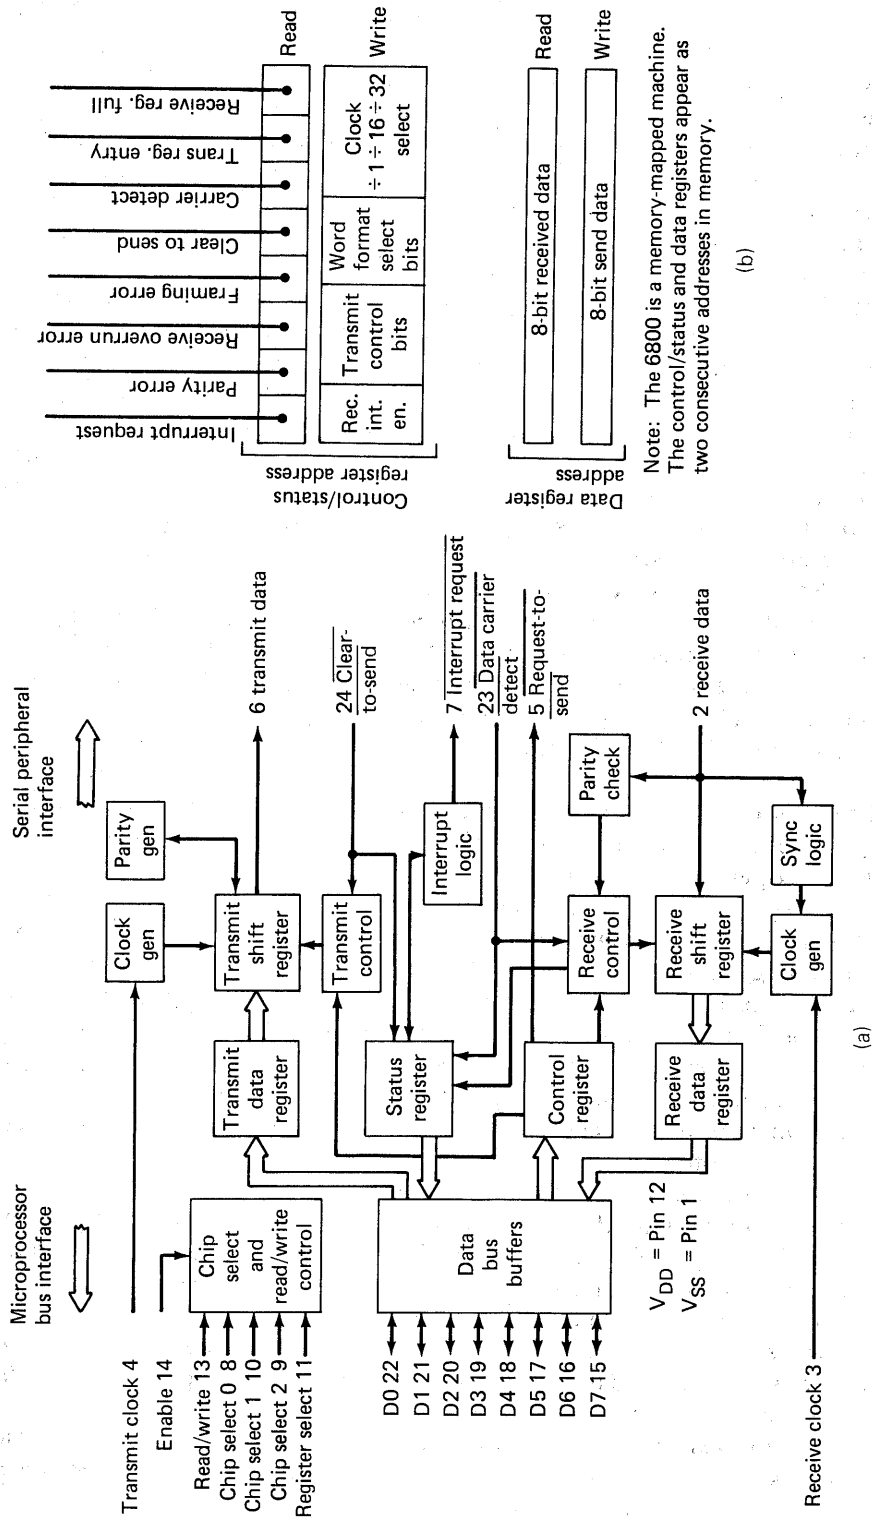 Microprocessor
bus interface
Serial peripheral
interface
Transmit clock 4
Enable 14
Read/write 13
Chip select 0 8
Chip select 1 10
Chip select 2 9
Register select 11
Chip
select
and
read/write
control
Clock
gen
Parity
gen
Transmit
data
register
Transmit
shift
register
6 transmit data
Transmit
control
24 Clear-
to-send
D0 22
D1 21
D2 20
D3 19
D4 18
D5 17
D6 16
D7 15
Data
bus
buffers
Status
register
Interrupt
logic
7 Interrupt request
23 Data carrier
detect
5 Request-to-
send
Control
register
Receive
control
Parity
check
VDD = Pin 12
VSS = Pin 1
Receive
data
register
Receive
shift
register
2 receive data
Sync
logic
Clock
gen
Receive clock 3
(a)
Control/status
register address
Interrupt request
Parity error
Receive overrun error
Framing error
Clear to send
Carrier detect
Trans reg. entry
Receive reg. full
Read
Rec.
int.
en.
Transmit
control
bits
Word
format
select
bits
Clock
÷ 1 ÷ 16 ÷ 32
select
Write
Data register
address
8-bit received data
Read
8-bit send data
Write
Note: The 6800 is a memory-mapped machine.
The control/status and data registers appear as
two consecutive addresses in memory.
(b)